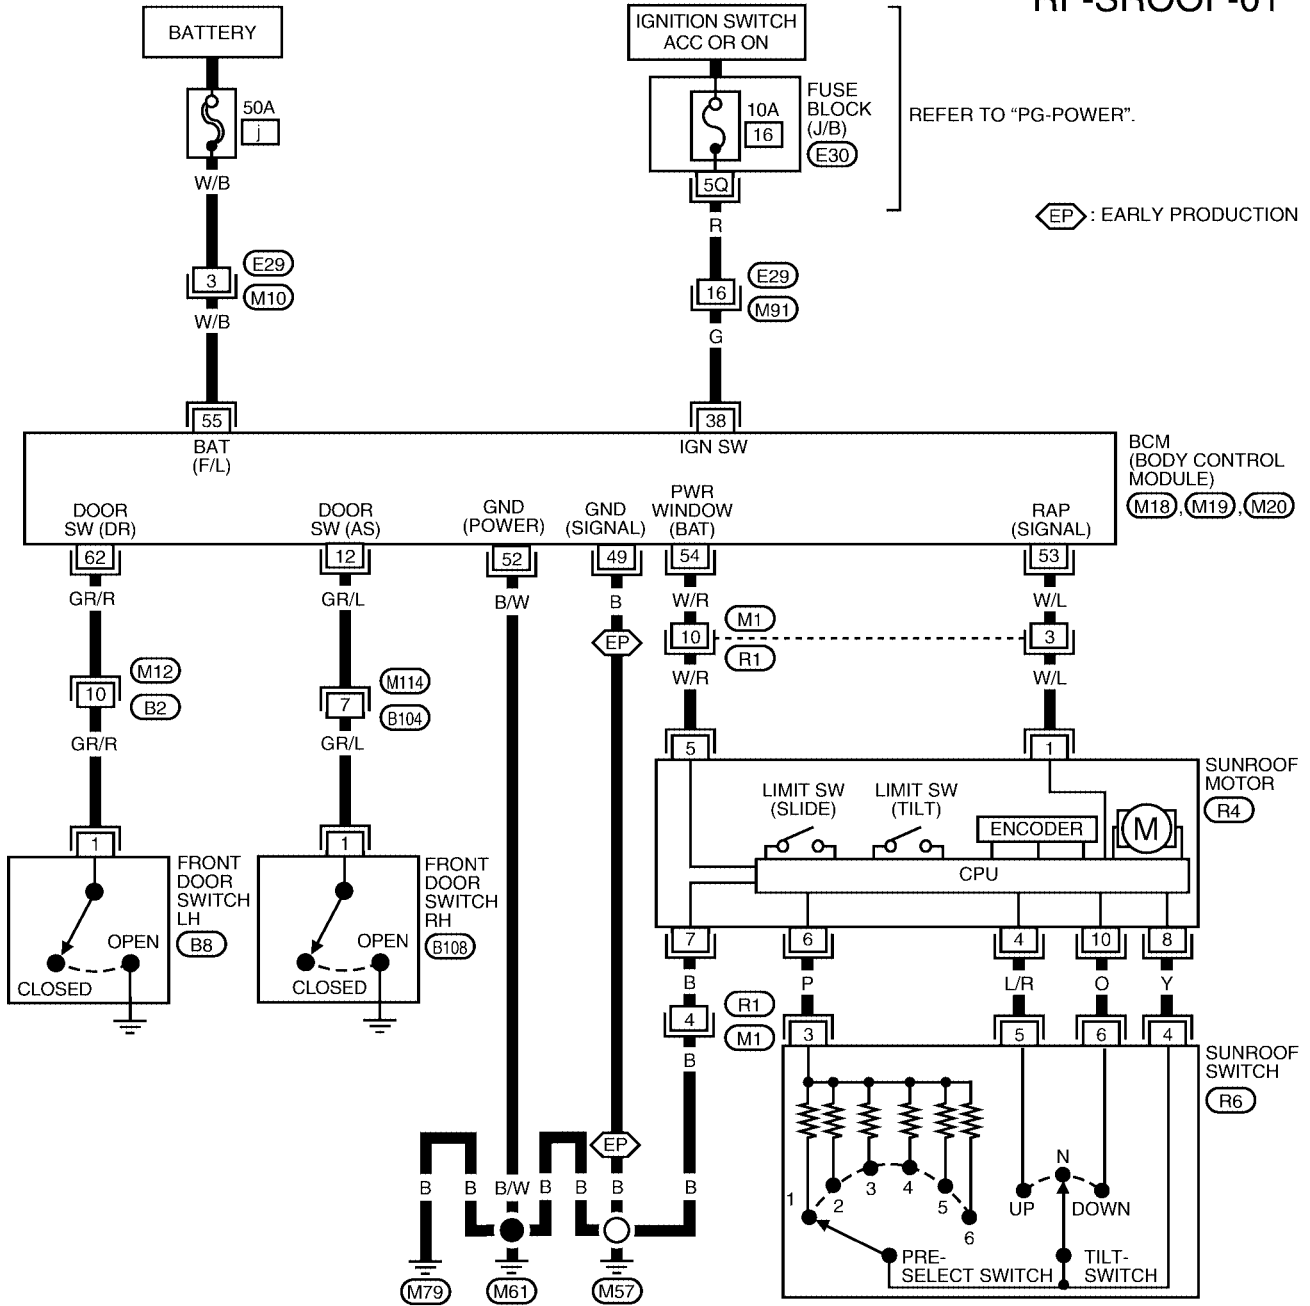 BATTERY
IGNITION SWITCH
ACC OR ON
50A
j
10A
16
FUSE
BLOCK
(J/B)
E30
REFER TO “PG-POWER”.
W/B
5Q
R
EP : EARLY PRODUCTION
3
E29
M10
16
E29
M91
W/B
G
55
38
BAT
(F/L)
IGN SW
BCM
(BODY CONTROL
MODULE)
M18 , M19 , M20
DOOR
SW (DR)
DOOR
SW (AS)
GND
(POWER)
GND
(SIGNAL)
PWR
WINDOW
(BAT)
RAP
(SIGNAL)
62
12
52
49
54
53
GR/R
GR/L
B/W
B
W/R
W/L
EP
10
M1
R1
3
10
M12
B2
7
M114
B104
W/R
W/L
GR/R
GR/L
5
1
SUNROOF
MOTOR
R4
LIMIT SW
(SLIDE)
LIMIT SW
(TILT)
ENCODER
M
CPU
1
1
FRONT
DOOR
SWITCH
LH
B8
FRONT
DOOR
SWITCH
RH
B108
OPEN
CLOSED
OPEN
CLOSED
7
6
4
10
8
B
P
L/R
O
Y
4
R1
M1
3
5
6
4
B
SUNROOF
SWITCH
R6
EP
B
B
B/W
B
B
B
B
1
2
3
4
5
6
N
UP
DOWN
PRE-
SELECT SWITCH
TILT-
SWITCH
M79
M61
M57